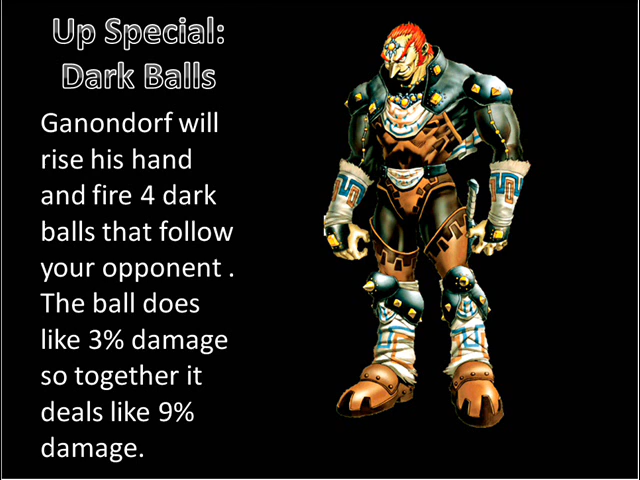 Up Special:
Dark Balls
Ganondorf will
rise his hand
and fire 4 dark
balls that follow
your opponent .
The ball does
like 3% damage
so together it
deals like 9%
damage.